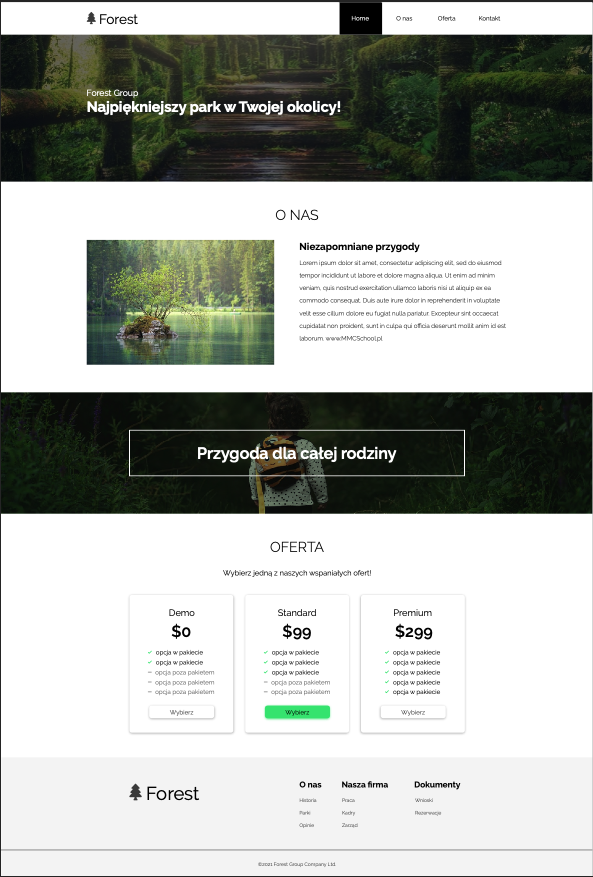 Forest
Home O nas Oferta Kontakt
Forest Group
Najpiękniejszy park w Twojej okolicy!
O NAS
Niezapomniane przygody
Lorem ipsum dolor sit amet, consectetur adipiscing elit, sed do eiusmod
tempor incididunt ut labore et dolore magna aliqua. Ut enim ad minim
veniam, quis nostrud exercitation ullamco laboris nisi ut aliquip ex ea
commodo consequat. Duis aute irure dolor in reprehenderit in voluptate
velit esse cillum dolore eu fugiat nulla pariatur. Excepteur sint occaecat
cupidatat non proident, sunt in culpa qui officia deserunt mollit anim id est
laborum. www.MMCSchool.pl
Przygoda dla całej rodziny
OFERTA
Wybierz jedną z naszych wspaniałych ofert!
Demo
$0
opcja w pakiecie
opcja w pakiecie
opcja poza pakietem
opcja poza pakietem
opcja poza pakietem
Wybierz
Standard
$99
opcja w pakiecie
opcja w pakiecie
opcja w pakiecie
opcja poza pakietem
opcja poza pakietem
Wybierz
Premium
$299
opcja w pakiecie
opcja w pakiecie
opcja w pakiecie
opcja w pakiecie
opcja w pakiecie
Wybierz
Forest
O nas
Historia
Parki
Opinie
Nasza firma
Praca
Kadry
Zarząd
Dokumenty
Wnioski
Rezerwacje
©2021 Forest Group Company Ltd.